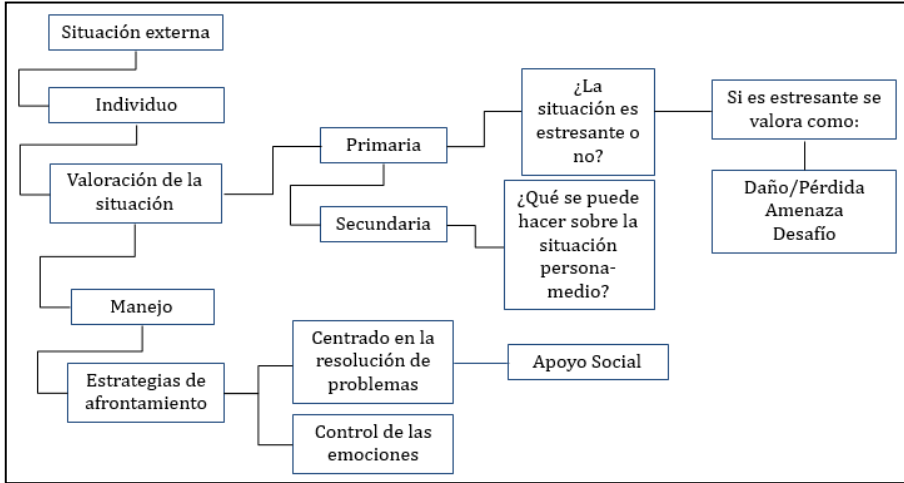 Situación externa
Individuo
Valoración de la
situación
Primaria
Secundaria
¿La
situación es
estresante o
no?
Si es estresante se
valora como:
Daño/Pérdida
Amenaza
Desafío
¿Qué se puede
hacer sobre la
situación
persona-
medio?
Manejo
Estrategias de
afrontamiento
Centrado en la
resolución de
problemas
Apoyo Social
Control de las
emociones